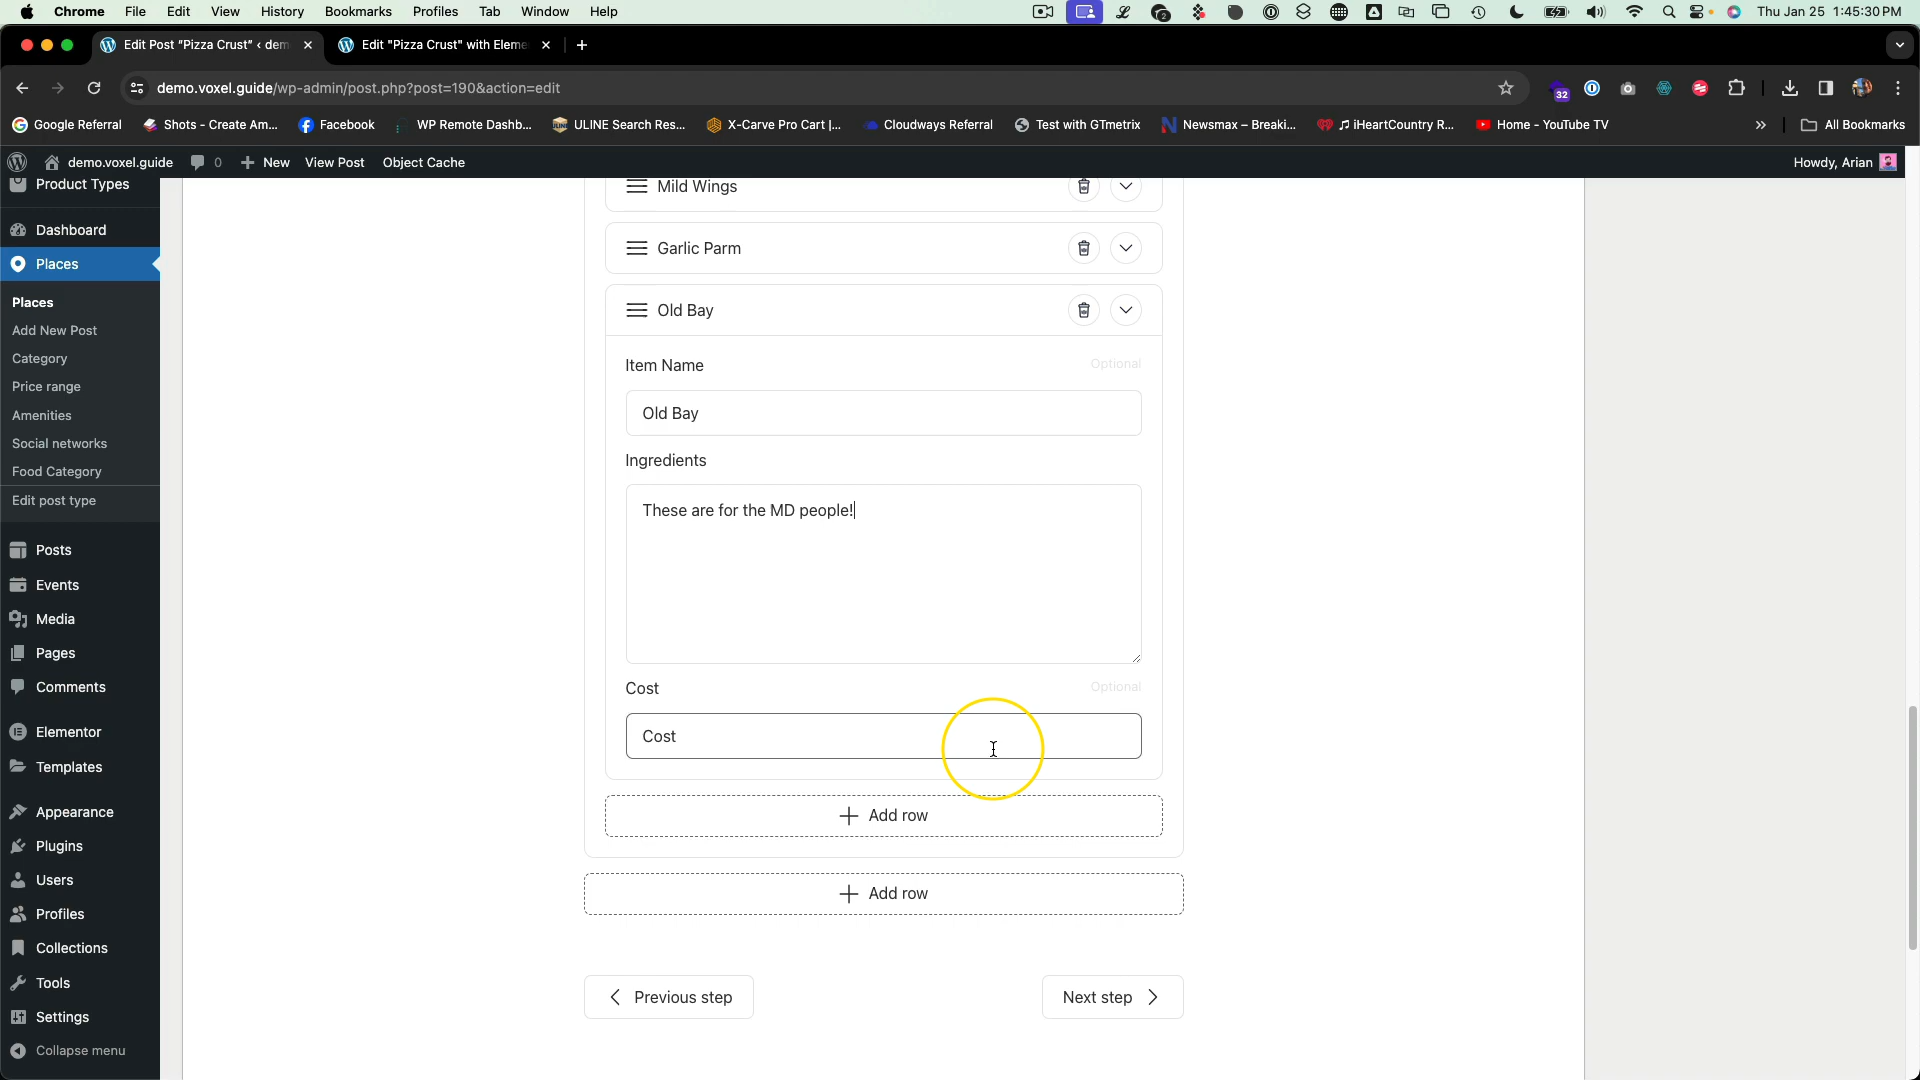 Chrome File Edit View History Bookmarks Profiles Tab Window Help Thu Jan 25 1:45:30 PM
Edit Post “Pizza Crust” ‹ dem Edit "Pizza Crust" with Eleme
demo.voxel.guide/wp-admin/post.php?post=190&action=edit 32
Google Referral Shots - Create Am... Facebook WP Remote Dashb... ULINE Search Res... X-Carve Pro Cart |... Cloudways Referral Test with GTmetrix Newsmax – Breaki... iHeartCountry R... Home - YouTube TV » All Bookmarks
demo.voxel.guide 0 New View Post Object Cache Howdy, Arian
Product Types
Dashboard
Places
Places
Add New Post
Category
Price range
Amenities
Social networks
Food Category
Edit post type
Posts
Events
Media
Pages
Comments
Elementor
Templates
Appearance
Plugins
Users
Profiles
Collections
Tools
Settings
Collapse menu
Mild Wings
Garlic Parm
Old Bay
Item Name Optional
Old Bay
Ingredients
These are for the MD people!
Cost Optional
Cost
Add row
Add row
Previous step Next step